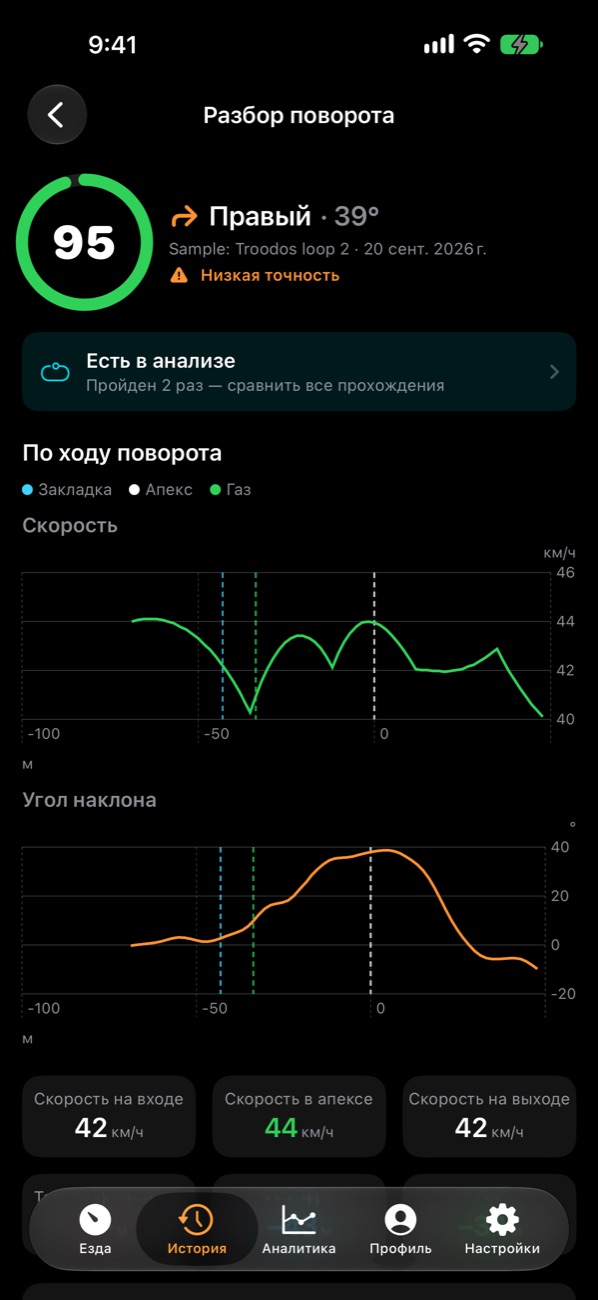 9:41
Разбор поворота
95
Правый · 39°
Sample: Troodos loop 2 · 20 сент. 2026 г.
Низкая точность
Есть в анализе
Пройден 2 раз — сравнить все прохождения
По ходу поворота
Закладка Апекс Газ
Скорость
км/ч
46
44
42
40
-100 -50 0
м
Угол наклона
°
40
20
0
-20
-100 -50 0
м
Скорость на входе Скорость в апексе Скорость на выходе
42 км/ч 44 км/ч 42 км/ч
Езда История Аналитика Профиль Настройки